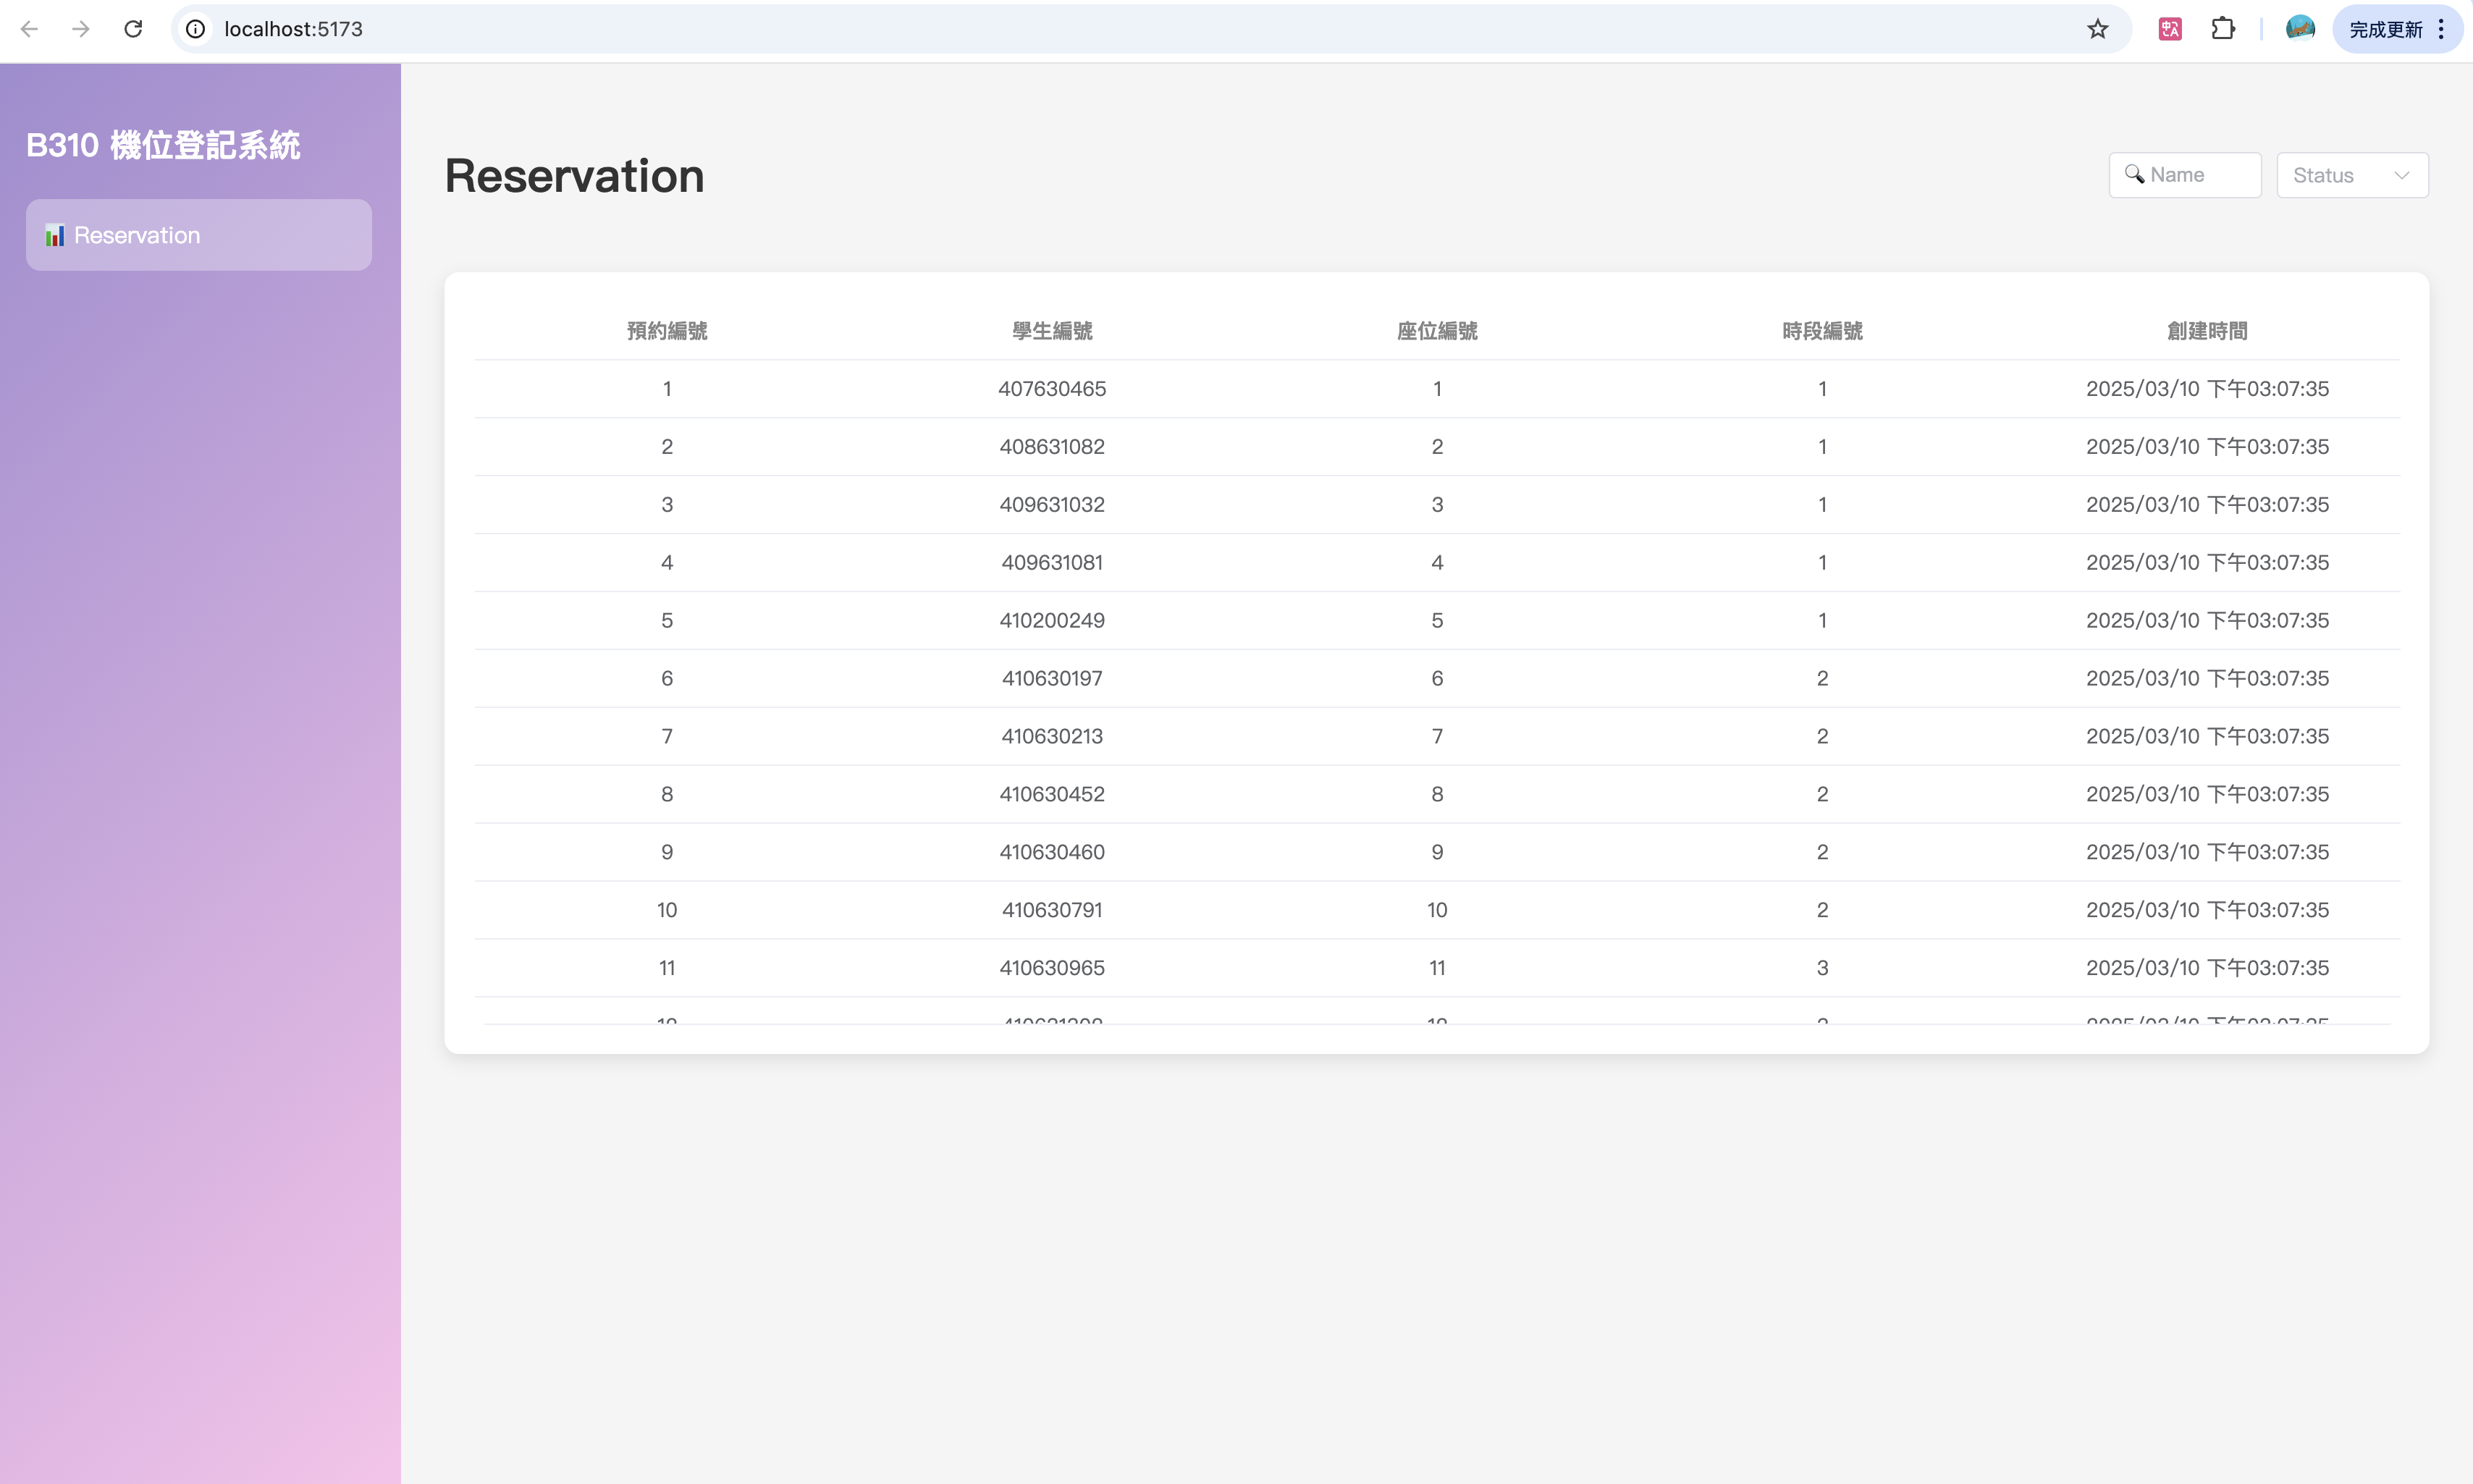 localhost:5173
完成更新
B310 機位登記系統
Reservation
Reservation
Name
Status
預約編號 學生編號 座位編號 時段編號 創建時間
1 407630465 1 1 2025/03/10 下午03:07:35
2 408631082 2 1 2025/03/10 下午03:07:35
3 409631032 3 1 2025/03/10 下午03:07:35
4 409631081 4 1 2025/03/10 下午03:07:35
5 410200249 5 1 2025/03/10 下午03:07:35
6 410630197 6 2 2025/03/10 下午03:07:35
7 410630213 7 2 2025/03/10 下午03:07:35
8 410630452 8 2 2025/03/10 下午03:07:35
9 410630460 9 2 2025/03/10 下午03:07:35
10 410630791 10 2 2025/03/10 下午03:07:35
11 410630965 11 3 2025/03/10 下午03:07:35